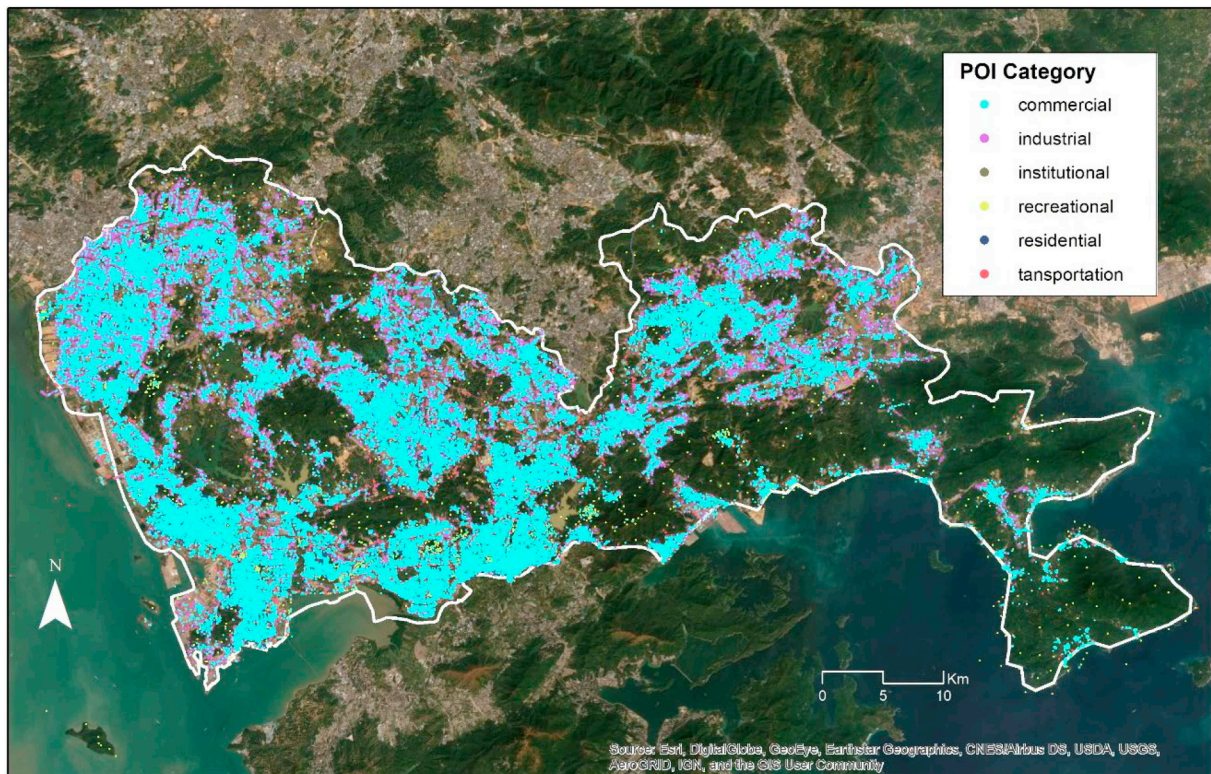 POI Category
commercial
industrial
institutional
recreational
residential
tansportation
N
Km
0 5 10
Source: Esri, DigitalGlobe, GeoEye, Earthstar Geographics, CNES/Airbus DS, USDA, USGS,
AeroGRID, IGN, and the GIS User Community